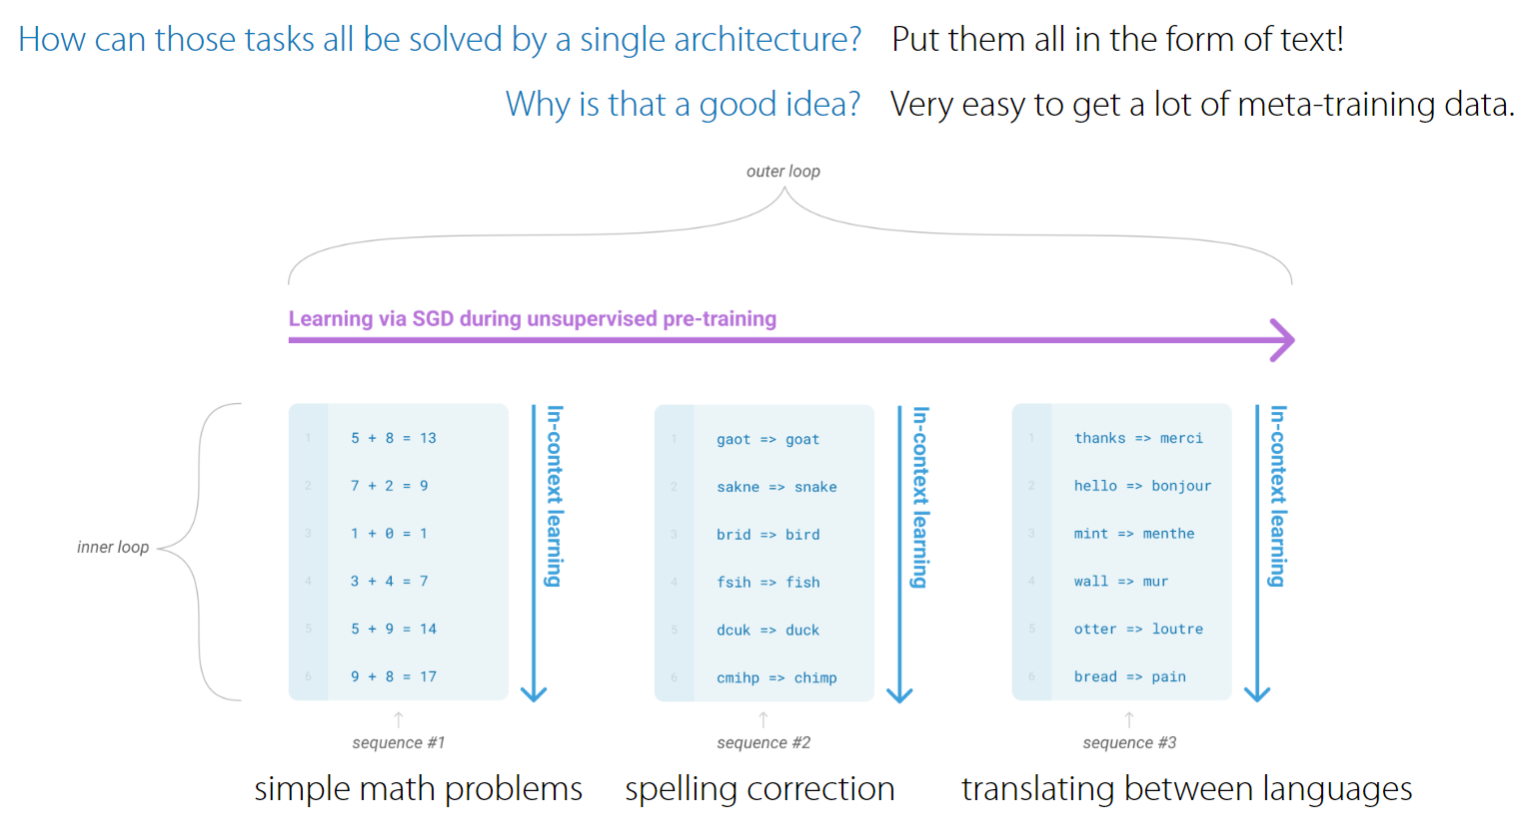 How can those tasks all be solved by a single architecture? Put them all in the form of text!
Why is that a good idea? Very easy to get a lot of meta-training data.
outer loop
Learning via SGD during unsupervised pre-training
inner loop
1 5 + 8 = 13
2 7 + 2 = 9
3 1 + 0 = 1
4 3 + 4 = 7
5 5 + 9 = 14
6 9 + 8 = 17
In-context learning
sequence #1
simple math problems
1 gaot => goat
2 sakne => snake
3 brid => bird
4 fsih => fish
5 dcuk => duck
6 cmihp => chimp
In-context learning
sequence #2
spelling correction
1 thanks => merci
2 hello => bonjour
3 mint => menthe
4 wall => mur
5 otter => loutre
6 bread => pain
In-context learning
sequence #3
translating between languages